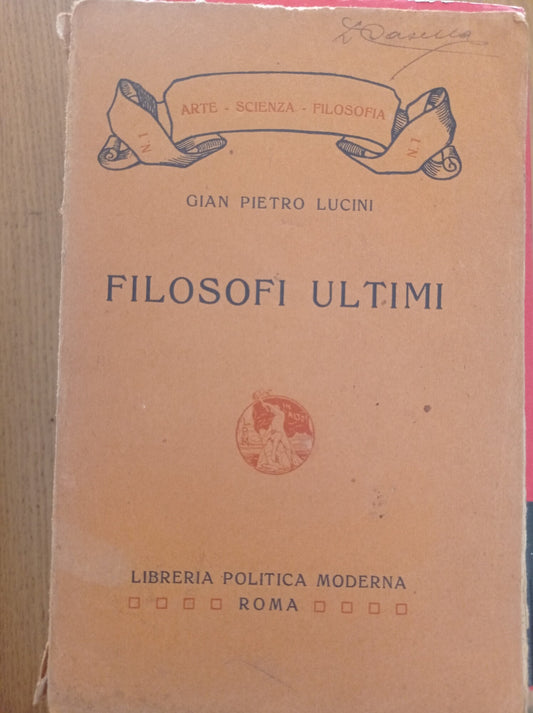 ARTE - SCIENZA - FILOSOFIA
N. 1
N. 1
GIAN PIETRO LUCINI
FILOSOFI ULTIMI
LIBRERIA POLITICA MODERNA
ROMA